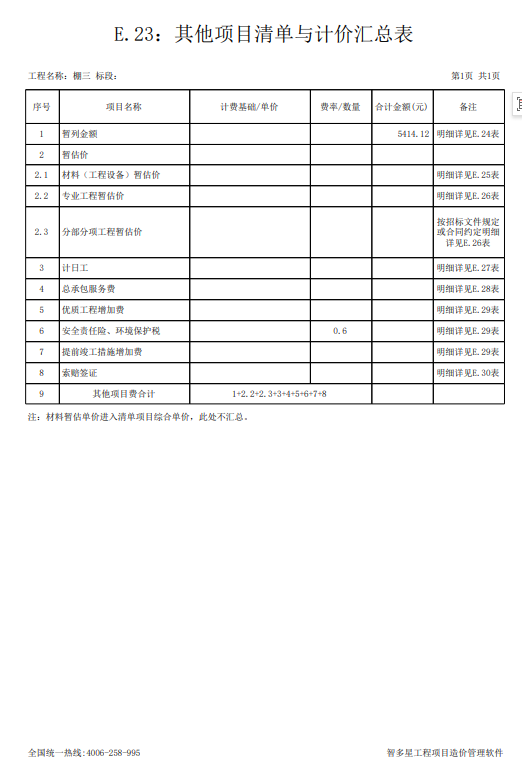 E.23：其他项目清单与计价汇总表
工程名称：棚三 标段： 第1页 共1页
序号 项目名称 计费基础/单价 费率/数量 合计金额(元) 备注
1 暂列金额 5414.12 明细详见E.24表
2 暂估价
2.1 材料（工程设备）暂估价 明细详见E.25表
2.2 专业工程暂估价 明细详见E.26表
2.3 分部分项工程暂估价 按招标文件规定
或合同约定明细
详见E.26表
3 计日工 明细详见E.27表
4 总承包服务费 明细详见E.28表
5 优质工程增加费 明细详见E.29表
6 安全责任险、环境保护税 0.6 明细详见E.29表
7 提前竣工措施增加费 明细详见E.29表
8 索赔签证 明细详见E.30表
9 其他项目费合计 1+2.2+2.3+3+4+5+6+7+8
注：材料暂估单价进入清单项目综合单价，此处不汇总。
全国统一热线:4006-258-995 智多星工程项目造价管理软件